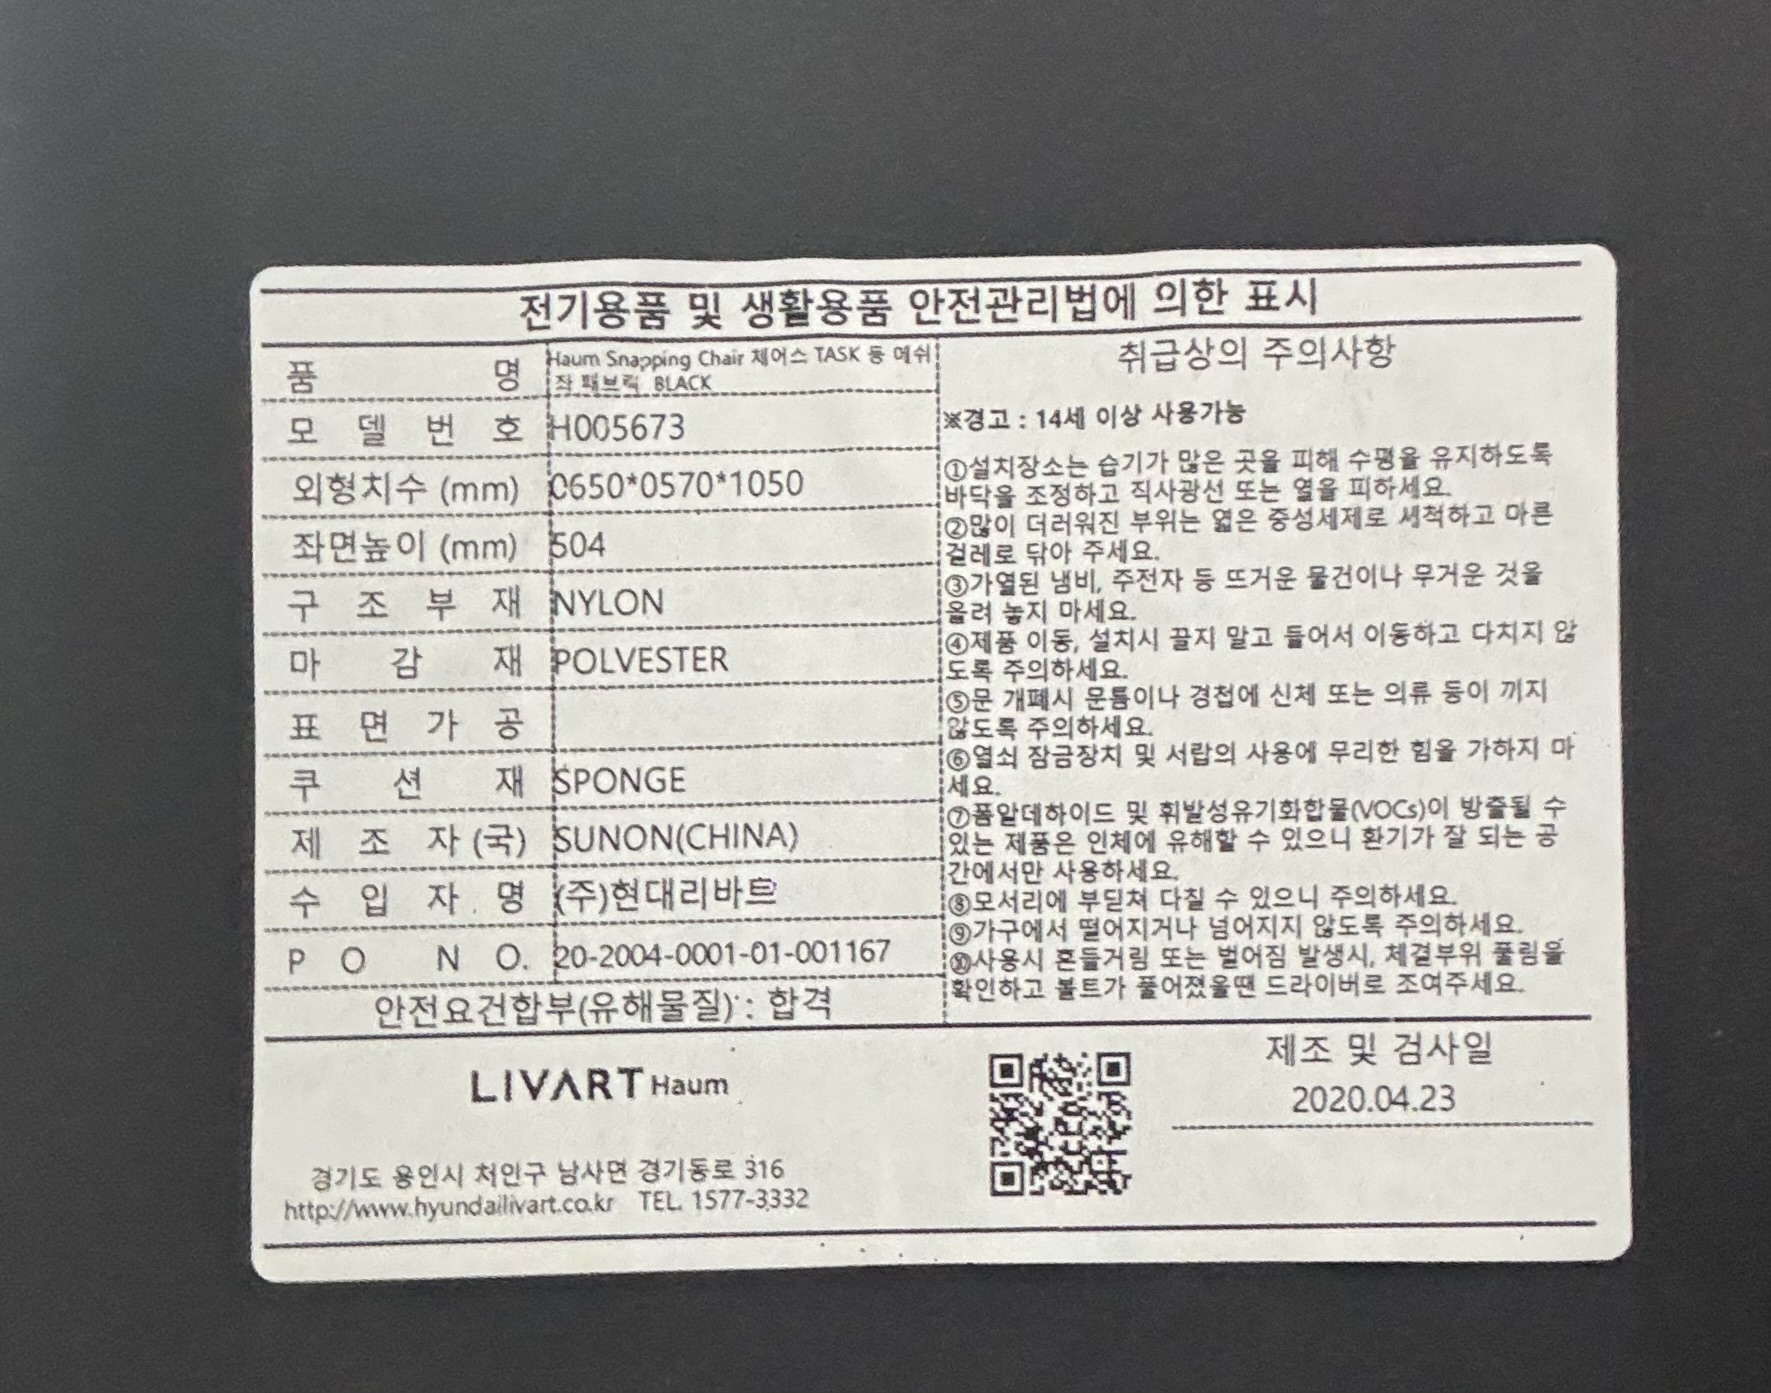 전기용품 및 생활용품 안전관리법에 의한 표시
품 명 Haum Snapping Chair 체어스 TASK 등 메쉬
좌 패브릭 BLACK
모 델 번 호 H005673
외형치수 (mm) 0650*0570*1050
좌면높이 (mm) 504
구 조 부 재 NYLON
마 감 재 POLVESTER
표 면 가 공
쿠 션 재 SPONGE
제 조 자 (국) SUNON(CHINA)
수 입 자 명 (주)현대리바트
P O N O. 20-2004-0001-01-001167
안전요건합부(유해물질) : 합격
취급상의 주의사항
※경고 : 14세 이상 사용가능
①설치장소는 습기가 많은 곳을 피해 수평을 유지하도록
바닥을 조정하고 직사광선 또는 열을 피하세요.
②많이 더러워진 부위는 엷은 중성세제로 세척하고 마른
걸레로 닦아 주세요.
③가열된 냄비, 주전자 등 뜨거운 물건이나 무거운 것을
올려 놓지 마세요.
④제품 이동, 설치시 끌지 말고 들어서 이동하고 다치지 않
도록 주의하세요.
⑤문 개폐시 문틈이나 경첩에 신체 또는 의류 등이 끼지
않도록 주의하세요.
⑥열쇠 잠금장치 및 서랍의 사용에 무리한 힘을 가하지 마
세요.
⑦폼알데하이드 및 휘발성유기화합물(VOCs)이 방출될 수
있는 제품은 인체에 유해할 수 있으니 환기가 잘 되는 공
간에서만 사용하세요.
⑧모서리에 부딛쳐 다칠 수 있으니 주의하세요.
⑨가구에서 떨어지거나 넘어지지 않도록 주의하세요.
⑩사용시 흔들거림 또는 벌어짐 발생시, 체결부위 풀림을
확인하고 볼트가 풀어졌을땐 드라이버로 조여주세요.
LIVART Haum
경기도 용인시 처인구 남사면 경기동로 316
http://www.hyundailivart.co.kr TEL. 1577-3332
제조 및 검사일
2020.04.23